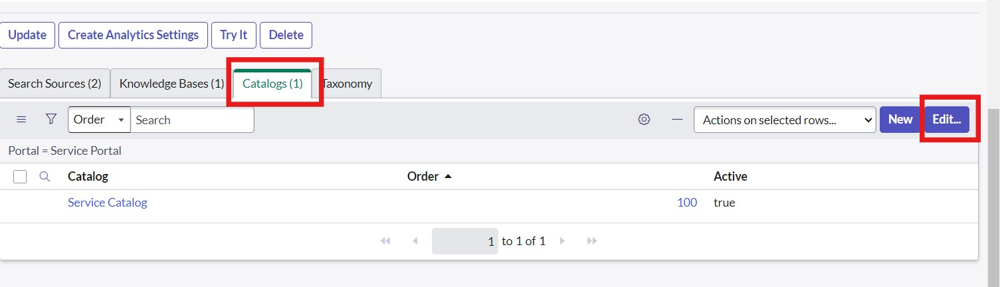 Update Create Analytics Settings Try It Delete
Search Sources (2) Knowledge Bases (1) Catalogs (1) Taxonomy
Order Search Actions on selected rows... New Edit...
Portal = Service Portal
Catalog Order Active
Service Catalog 100 true
1 to 1 of 1